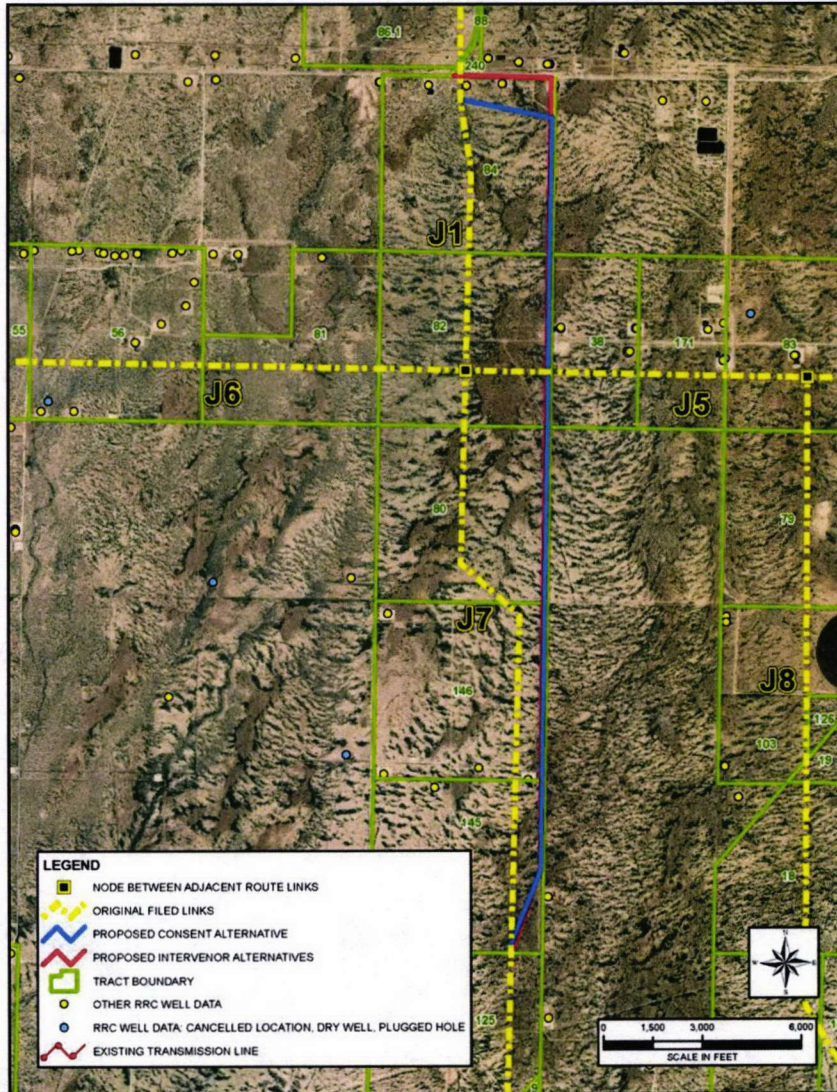 88
86.1
240
84
J1
82
55
56
81
38
171
83
J6
J5
80
79
J7
146
J8
126
103
19
145
18
125
9
LEGEND
NODE BETWEEN ADJACENT ROUTE LINKS
ORIGINAL FILED LINKS
PROPOSED CONSENT ALTERNATIVE
PROPOSED INTERVENOR ALTERNATIVES
TRACT BOUNDARY
OTHER RRC WELL DATA
RRC WELL DATA: CANCELLED LOCATION, DRY WELL, PLUGGED HOLE
EXISTING TRANSMISSION LINE
N
W E
S
0 1,500 3,000 6,000
SCALE IN FEET